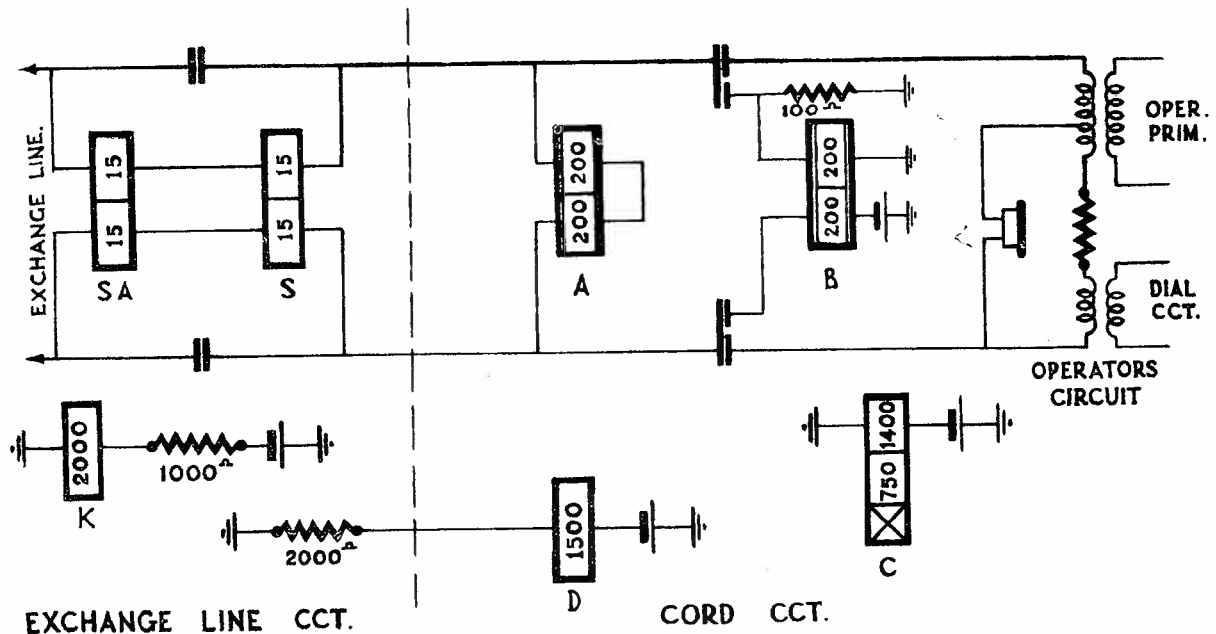 EXCHANGE LINE.
15
15
SA
15
15
S
200
200
A
100Ω
200
200
B
OPER.
PRIM.
DIAL
CCT.
OPERATORS
CIRCUIT
2000
K
1000Ω
2000Ω
1500
D
1400
750
C
EXCHANGE LINE CCT.
CORD CCT.